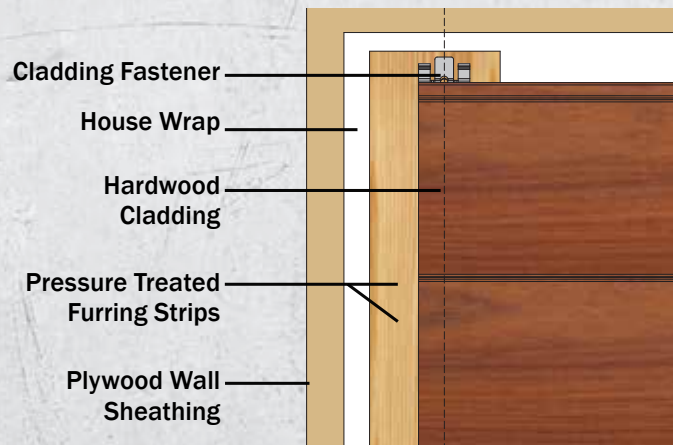 Cladding Fastener
House Wrap
Hardwood
Cladding
Pressure Treated
Furring Strips
Plywood Wall
Sheathing